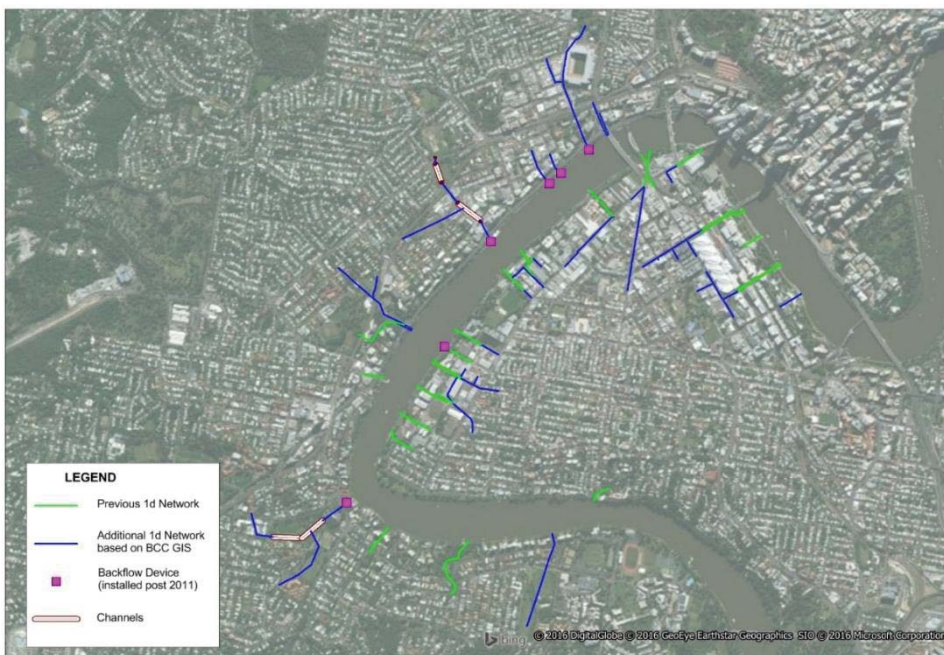 LEGEND
Previous 1d Network
Additional 1d Network
based on BCC GIS
Backflow Device
(installed post 2011)
Channels
bing © 2016 DigitalGlobe © 2016 GeoEye Earthstar Geographics SIO © 2016 Microsoft Corporation